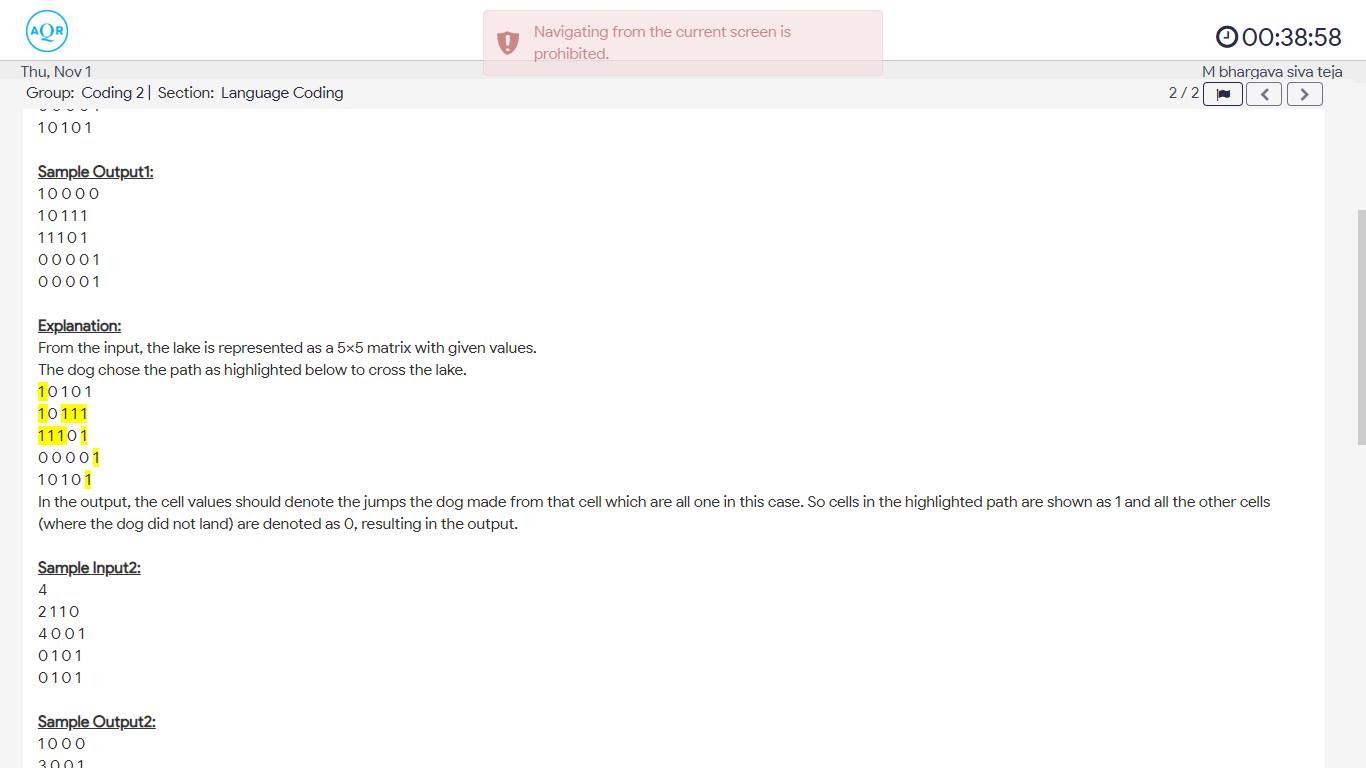 AQR
Navigating from the current screen is
prohibited.
00:38:58
Thu, Nov 1
M bhargava siva teja
Group: Coding 2 | Section: Language Coding
2 / 2
1 0 1 0 1
Sample Output1:
1 0 0 0 0
1 0 1 1 1
1 1 1 0 1
0 0 0 0 1
0 0 0 0 1
Explanation:
From the input, the lake is represented as a 5×5 matrix with given values.
The dog chose the path as highlighted below to cross the lake.
1 0 1 0 1
1 0 1 1 1
1 1 1 0 1
0 0 0 0 1
1 0 1 0 1
In the output, the cell values should denote the jumps the dog made from that cell which are all one in this case. So cells in the highlighted path are shown as 1 and all the other cells
(where the dog did not land) are denoted as 0, resulting in the output.
Sample Input2:
4
2 1 1 0
4 0 0 1
0 1 0 1
0 1 0 1
Sample Output2:
1 0 0 0
3 0 0 1